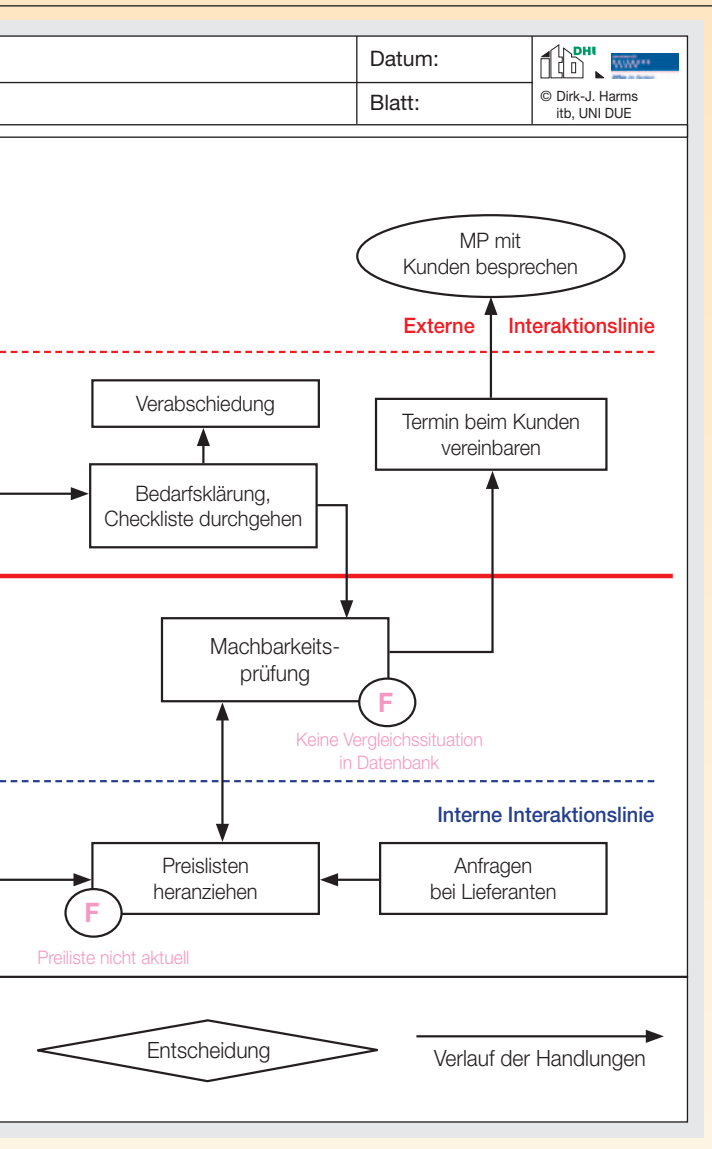 Datum:
DHI
Blatt:
© Dirk-J. Harms
itb, UNI DUE
MP mit
Kunden besprechen
Externe Interaktionslinie
Verabschiedung
Termin beim Kunden
vereinbaren
Bedarfsklärung,
Checkliste durchgehen
Machbarkeits-
prüfung
F
Keine Vergleichssituation
in Datenbank
Interne Interaktionslinie
Preislisten
heranziehen
Anfragen
bei Lieferanten
F
Preiliste nicht aktuell
Entscheidung
Verlauf der Handlungen